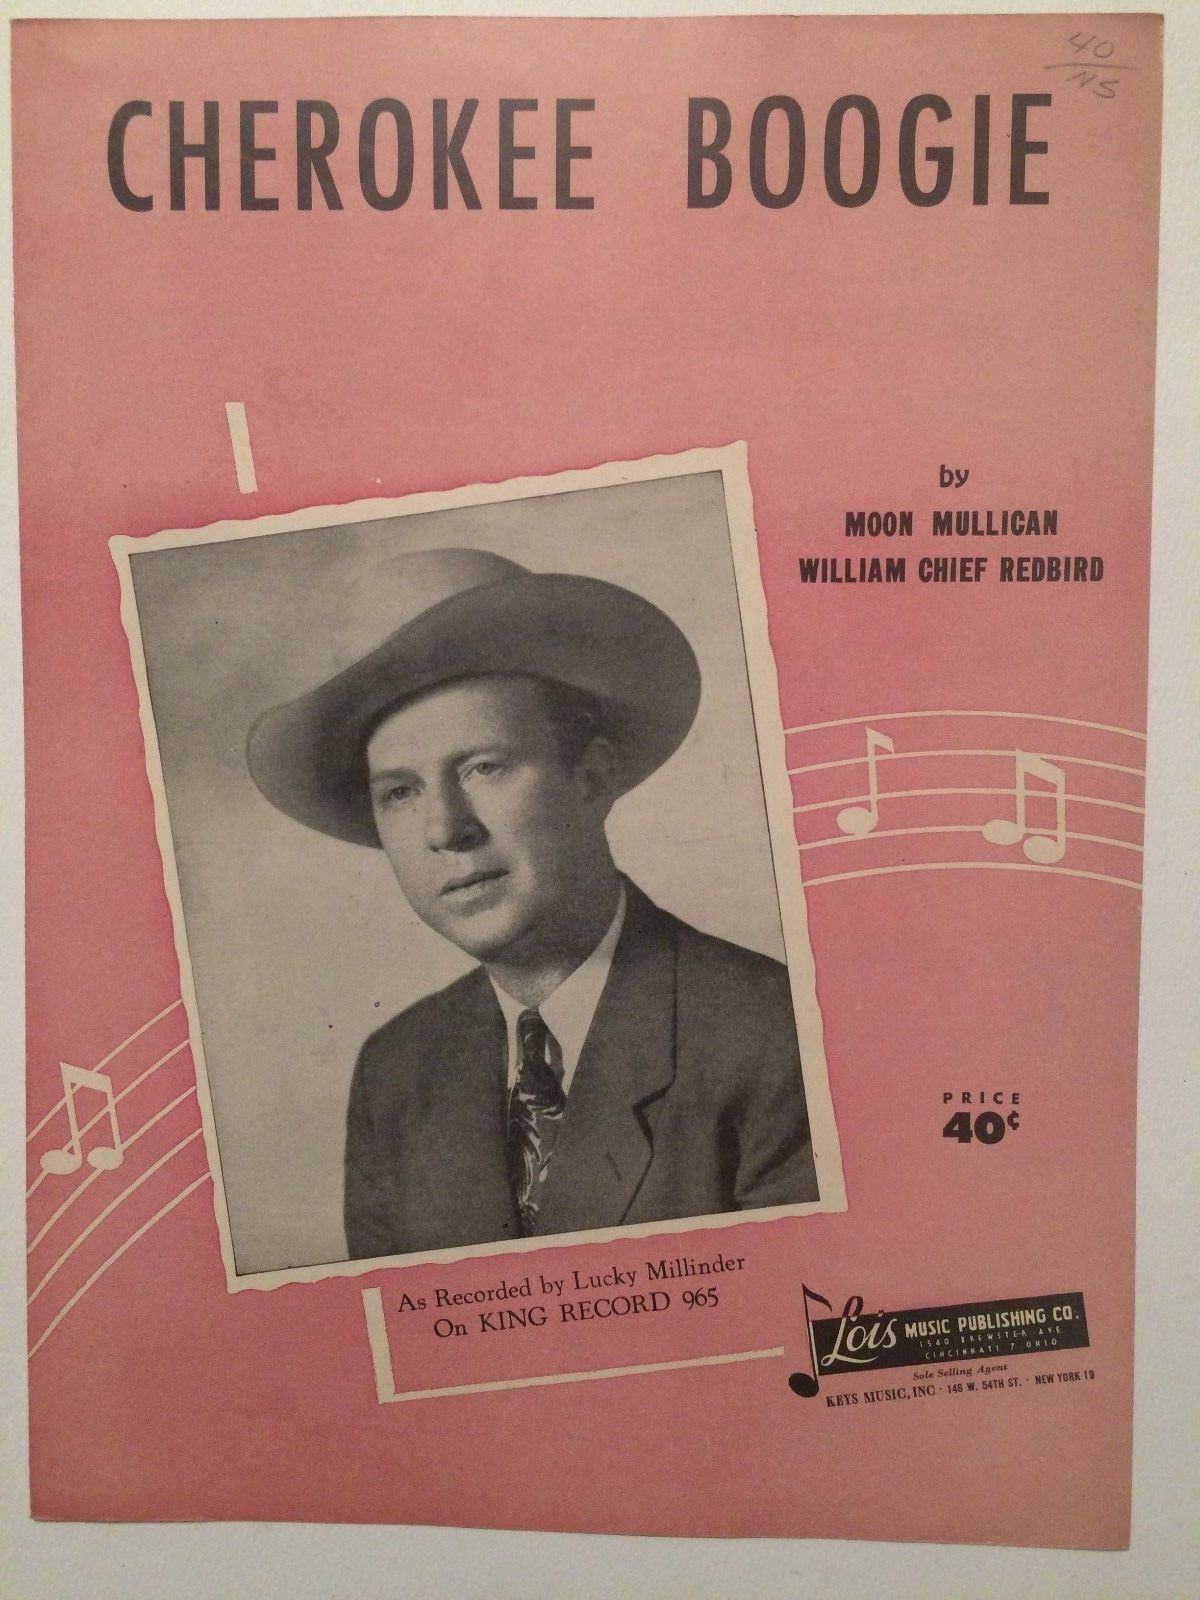 40
NS
CHEROKEE BOOGIE
by
MOON MULLICAN
WILLIAM CHIEF REDBIRD
PRICE
40¢
As Recorded by Lucky Millinder
On KING RECORD 965
Lois MUSIC PUBLISHING CO.
1540 BREWSTER AVE
CINCINNATI 7 OHIO
Sole Selling Agent
KEYS MUSIC, INC · 146 W. 54TH ST. · NEW YORK 19